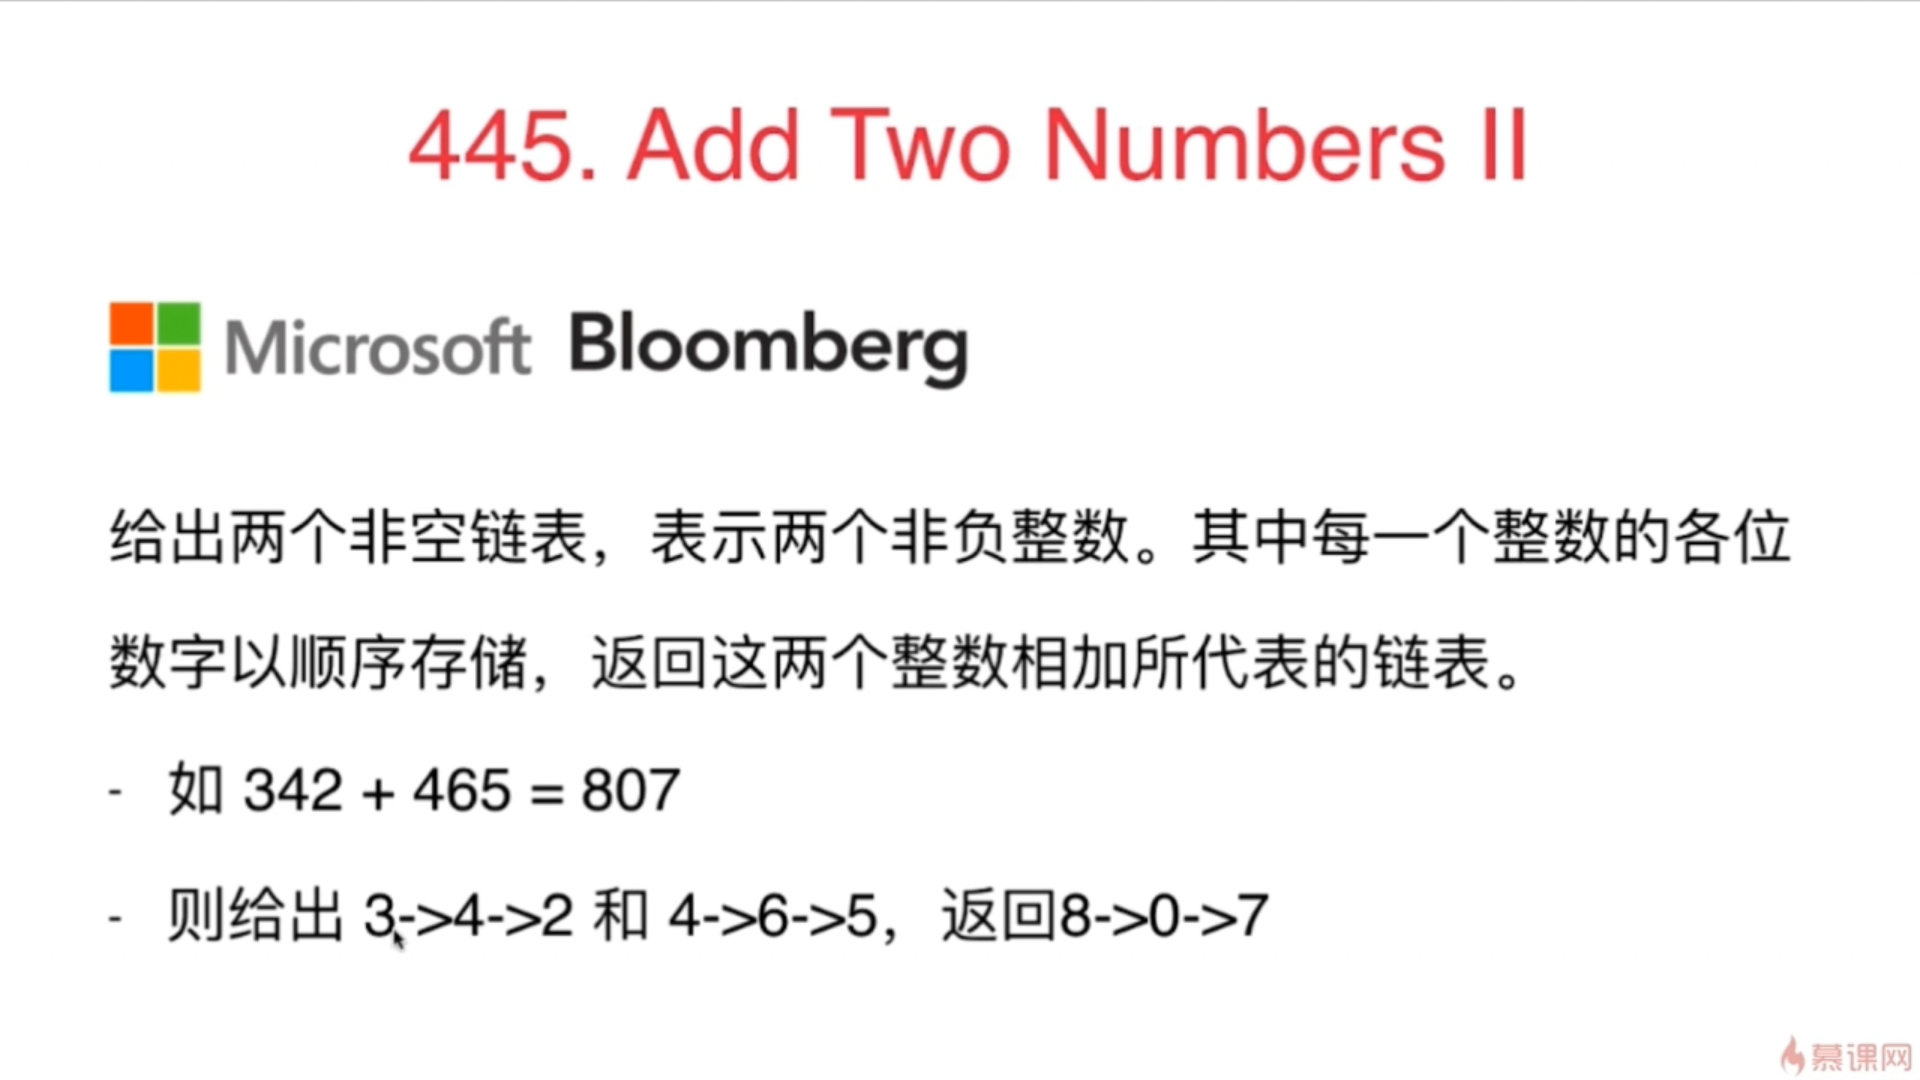 445. Add Two Numbers II
Microsoft Bloomberg
给出两个非空链表，表示两个非负整数。其中每一个整数的各位
数字以顺序存储，返回这两个整数相加所代表的链表。
- 如 342 + 465 = 807
- 则给出 3->4->2 和 4->6->5，返回8->0->7
慕课网